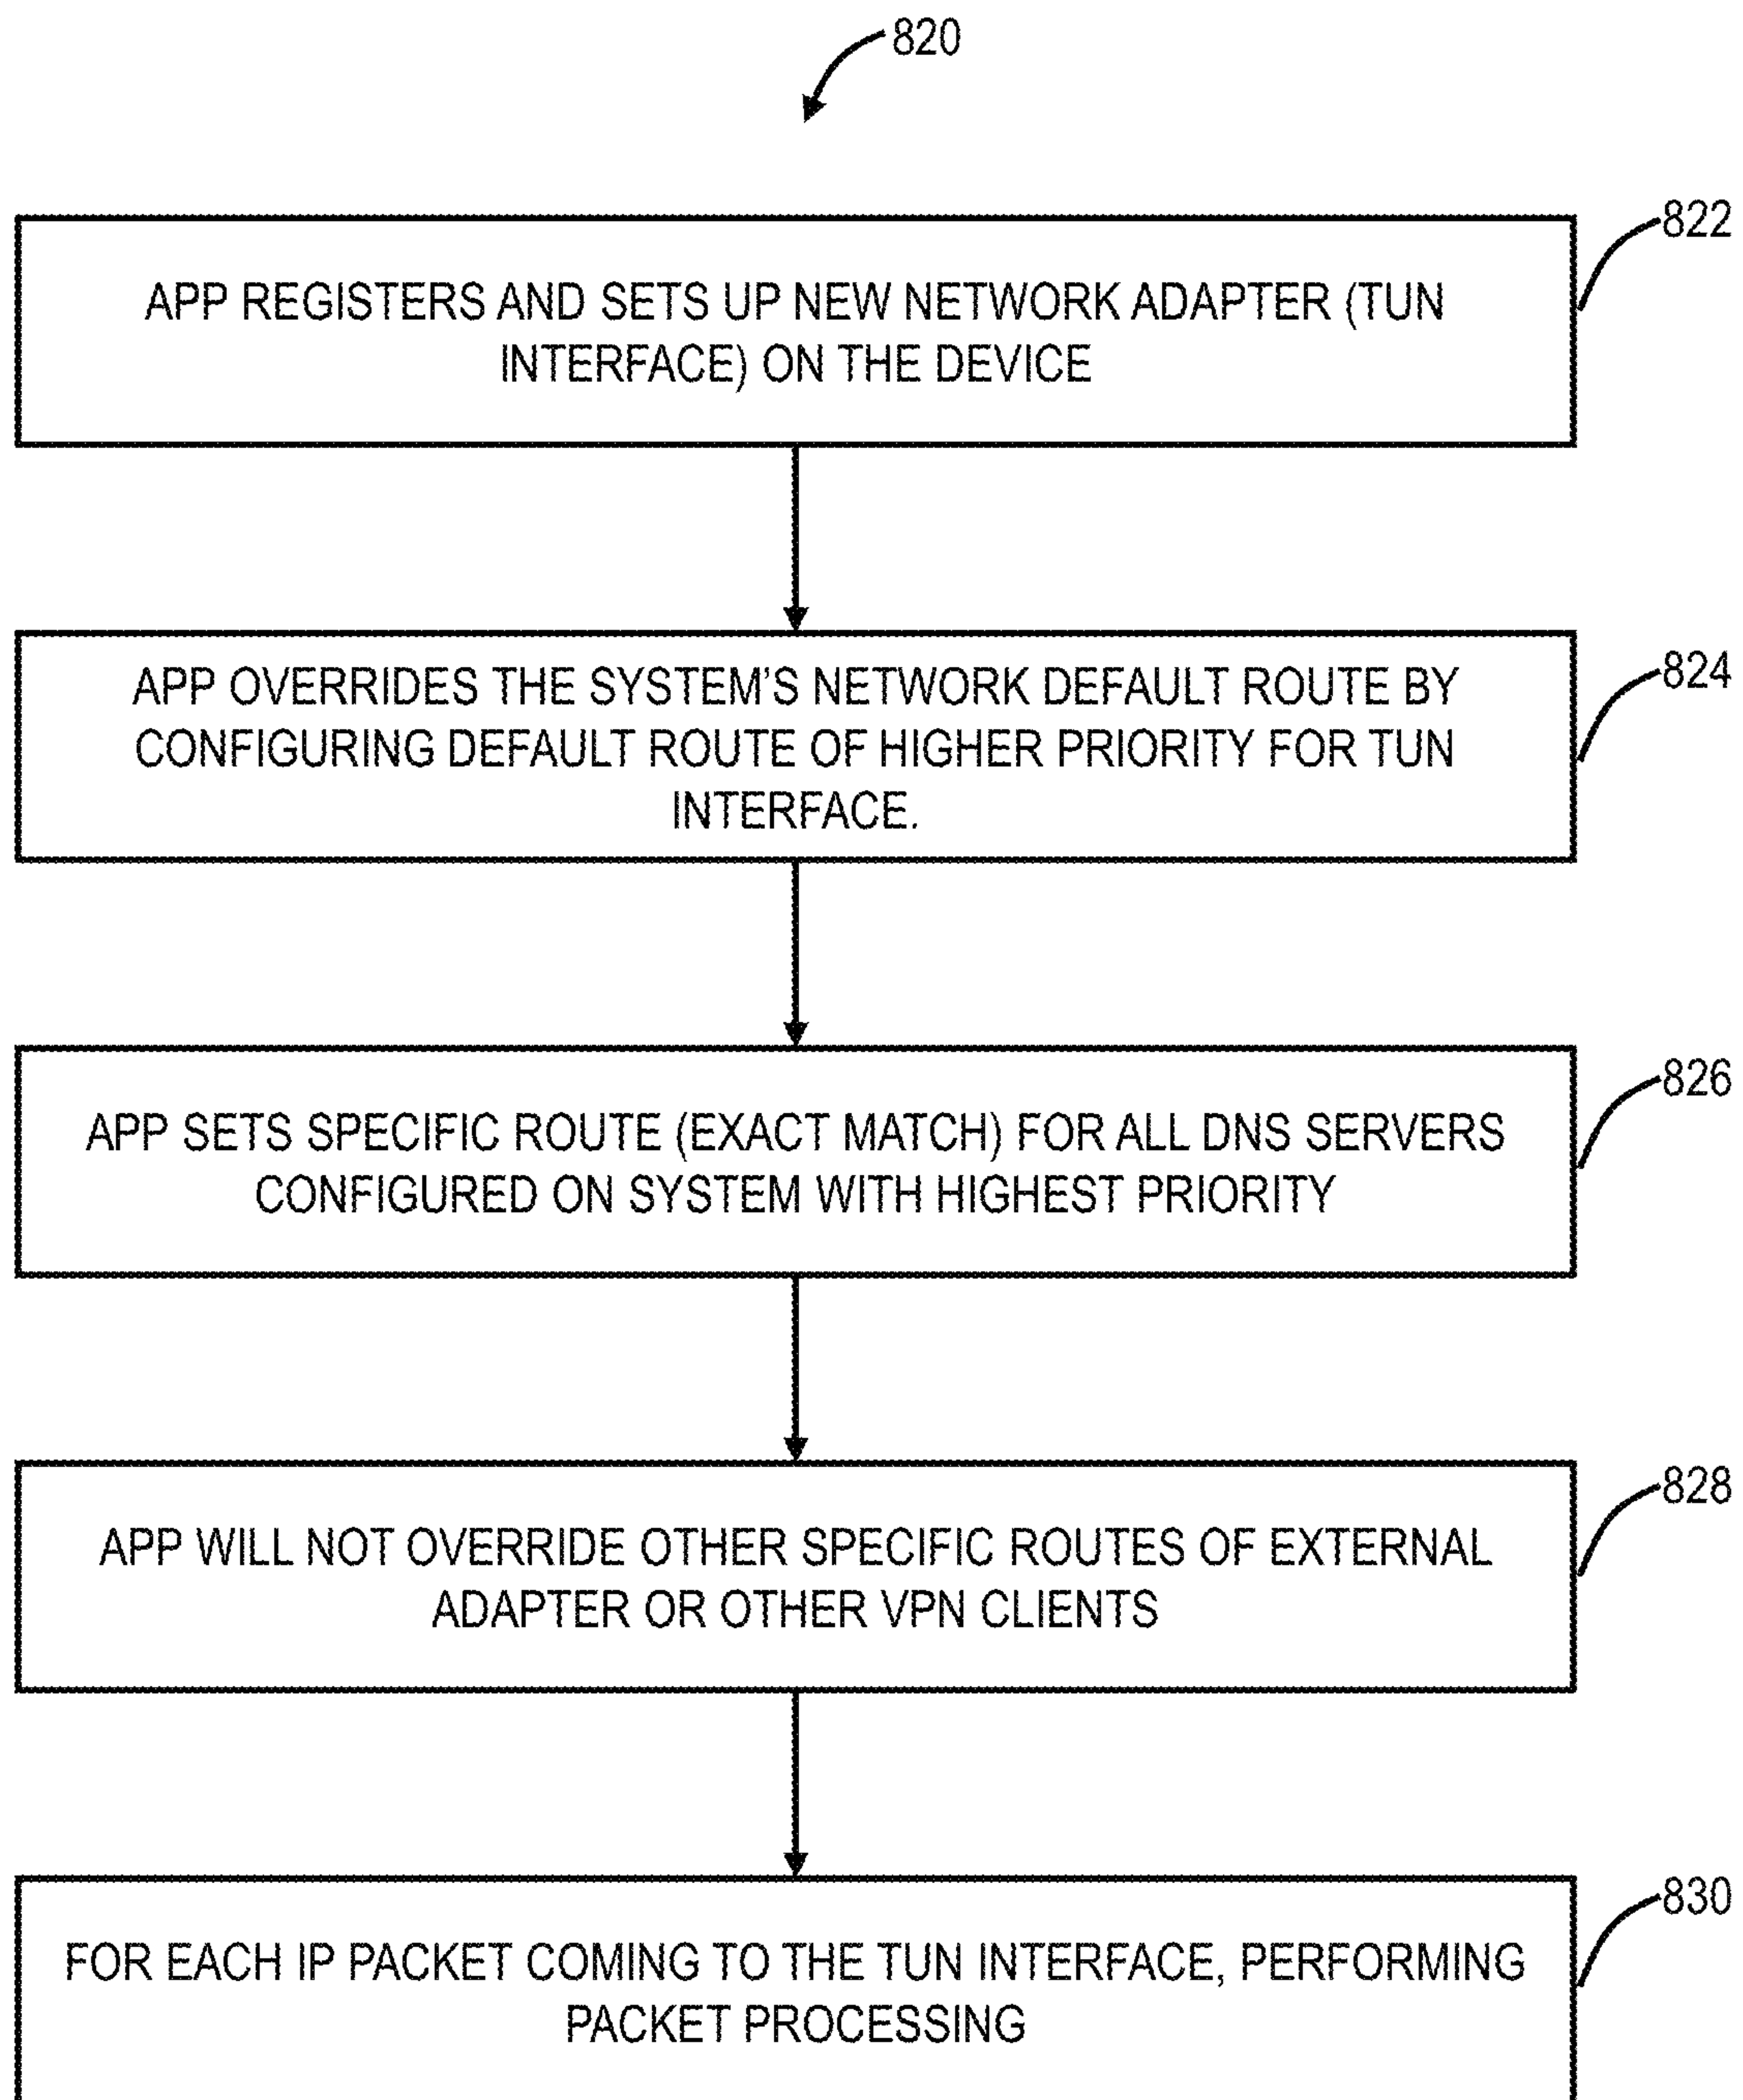 820
822
APP REGISTERS AND SETS UP NEW NETWORK ADAPTER (TUN
INTERFACE) ON THE DEVICE
824
APP OVERRIDES THE SYSTEM'S NETWORK DEFAULT ROUTE BY
CONFIGURING DEFAULT ROUTE OF HIGHER PRIORITY FOR TUN
INTERFACE.
826
APP SETS SPECIFIC ROUTE (EXACT MATCH) FOR ALL DNS SERVERS
CONFIGURED ON SYSTEM WITH HIGHEST PRIORITY
828
APP WILL NOT OVERRIDE OTHER SPECIFIC ROUTES OF EXTERNAL
ADAPTER OR OTHER VPN CLIENTS
830
FOR EACH IP PACKET COMING TO THE TUN INTERFACE, PERFORMING
PACKET PROCESSING